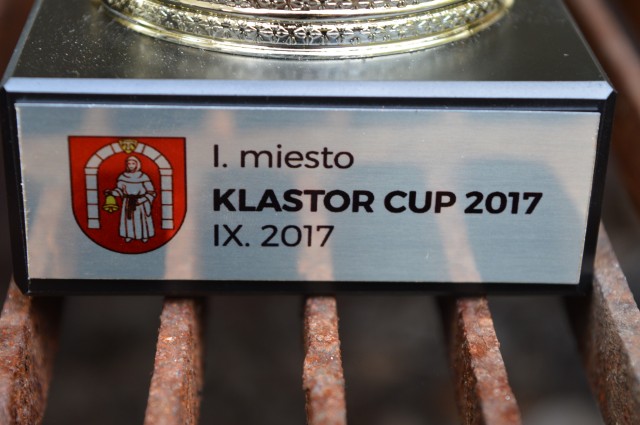 I. miesto
KLASTOR CUP 2017
IX. 2017